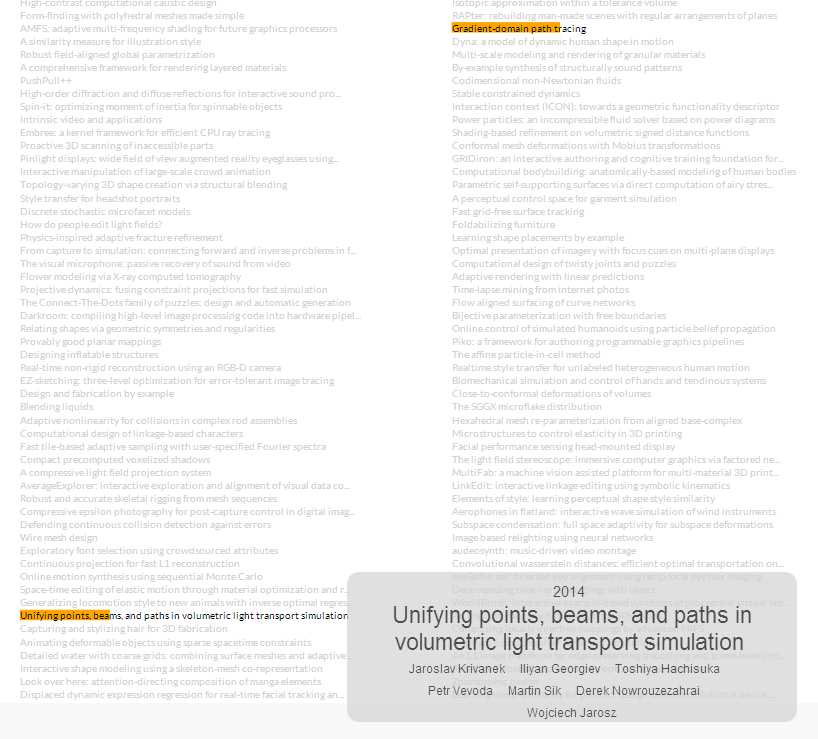 High-contrast computational caustic design
Form-finding with polyhedral meshes made simple
AMFS: adaptive multi-frequency shading for future graphics processors
A similarity measure for illustration style
Robust field-aligned global parametrization
A comprehensive framework for rendering layered materials
PushPull++
High-order diffraction and diffuse reflections for interactive sound pro...
Spin-it: optimizing moment of inertia for spinnable objects
Intrinsic video and applications
Embree: a kernel framework for efficient CPU ray tracing
Proactive 3D scanning of inaccessible parts
Pinlight displays: wide field of view augmented reality eyeglasses using...
Interactive manipulation of large-scale crowd animation
Topology-varying 3D shape creation via structural blending
Style transfer for headshot portraits
Discrete stochastic microfacet models
How do people edit light fields?
Physics-inspired adaptive fracture refinement
From capture to simulation: connecting forward and inverse problems in f...
The visual microphone: passive recovery of sound from video
Flower modeling via X-ray computed tomography
Projective dynamics: fusing constraint projections for fast simulation
The Connect-The-Dots family of puzzles: design and automatic generation
Darkroom: compiling high-level image processing code into hardware pipel...
Relating shapes via geometric symmetries and regularities
Provably good planar mappings
Designing inflatable structures
Real-time non-rigid reconstruction using an RGB-D camera
EZ-sketching: three-level optimization for error-tolerant image tracing
Design and fabrication by example
Blending liquids
Adaptive nonlinearity for collisions in complex rod assemblies
Computational design of linkage-based characters
Fast tile-based adaptive sampling with user-specified Fourier spectra
Compact precomputed voxelized shadows
A compressive light field projection system
AverageExplorer: interactive exploration and alignment of visual data co...
Robust and accurate skeletal rigging from mesh sequences
Compressive epsilon photography for post-capture control in digital imag...
Defending continuous collision detection against errors
Wire mesh design
Exploratory font selection using crowdsourced attributes
Continuous projection for fast L1 reconstruction
Online motion synthesis using sequential Monte Carlo
Space-time editing of elastic motion through material optimization and r...
Generalizing locomotion style to new animals with inverse optimal regres...
Unifying points, beams, and paths in volumetric light transport simulation
Capturing and stylizing hair for 3D fabrication
Animating deformable objects using sparse spacetime constraints
Detailed water with coarse grids: combining surface meshes and adaptive...
Interactive shape modeling using a skeleton-mesh co-representation
Look over here: attention-directing composition of manga elements
Displaced dynamic expression regression for real-time facial tracking an...
Isotopic approximation within a tolerance volume
RAPter: rebuilding man-made scenes with regular arrangements of planes
Gradient-domain path tracing
Dyna: a model of dynamic human shape in motion
Multi-scale modeling and rendering of granular materials
By-example synthesis of structurally sound patterns
Codimensional non-Newtonian fluids
Stable constrained dynamics
Interaction context (ICON): towards a geometric functionality descriptor
Power particles: an incompressible fluid solver based on power diagrams
Shading-based refinement on volumetric signed distance functions
Conformal mesh deformations with Mobius transformations
GRIDiron: an interactive authoring and cognitive training foundation for...
Computational bodybuilding: anatomically-based modeling of human bodies
Parametric self-supporting surfaces via direct computation of airy stres...
A perceptual control space for garment simulation
Fast grid-free surface tracking
Foldabilizing furniture
Learning shape placements by example
Optimal presentation of imagery with focus cues on multi-plane displays
Computational design of twisty joints and puzzles
Adaptive rendering with linear predictions
Time-lapse mining from internet photos
Flow aligned surfacing of curve networks
Bijective parameterization with free boundaries
Online control of simulated humanoids using particle belief propagation
Piko: a framework for authoring programmable graphics pipelines
The affine particle-in-cell method
Realtime style transfer for unlabeled heterogeneous human motion
Biomechanical simulation and control of hands and tendinous systems
Close-to-conformal deformations of volumes
The SGGX microflake distribution
Hexahedral mesh re-parameterization from aligned base-complex
Microstructures to control elasticity in 3D printing
Facial performance sensing head-mounted display
The light field stereoscope: immersive computer graphics via factored ne...
MultiFab: a machine vision assisted platform for multi-material 3D print...
LinkEdit: interactive linkage editing using symbolic kinematics
Elements of style: learning perceptual shape style similarity
Aerophones in flatland: interactive wave simulation of wind instruments
Subspace condensation: full space adaptivity for subspace deformations
Image based relighting using neural networks
audeosynth: music-driven video montage
Convolutional wasserstein distances: efficient optimal transportation on...
eyeSelfie: self directed eye alignment using reciprocal eye box imaging
2014
Unifying points, beams, and paths in
volumetric light transport simulation
Jaroslav Krivanek Iliyan Georgiev Toshiya Hachisuka
Petr Vevoda Martin Sik Derek Nowrouzezahrai
Wojciech Jarosz